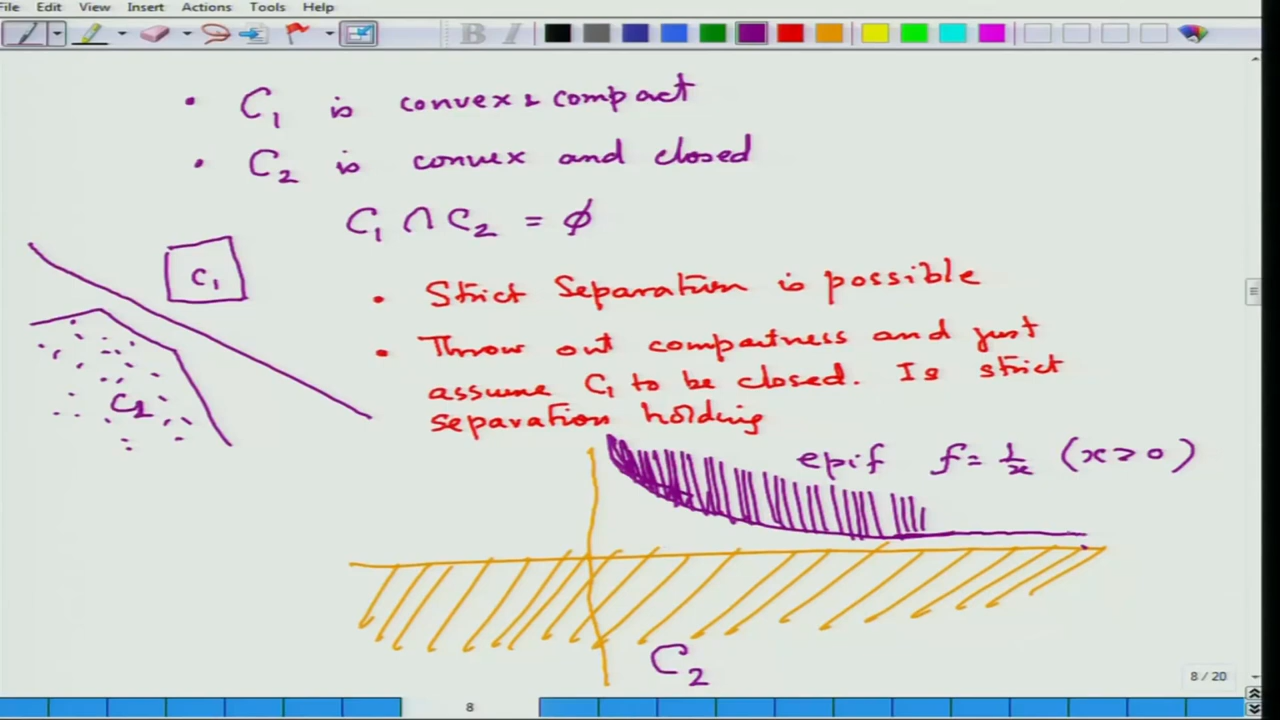 File Edit View Insert Actions Tools Help
B I
• C1 is convex & compact
• C2 is convex and closed
C1 ∩ C2 = ϕ
C1
• Strict Separation is possible
• Throw out compactness and just
assume C1 to be closed. Is strict
separation holding
C2
epi f f = 1/x (x > 0)
C2
8 / 20
8